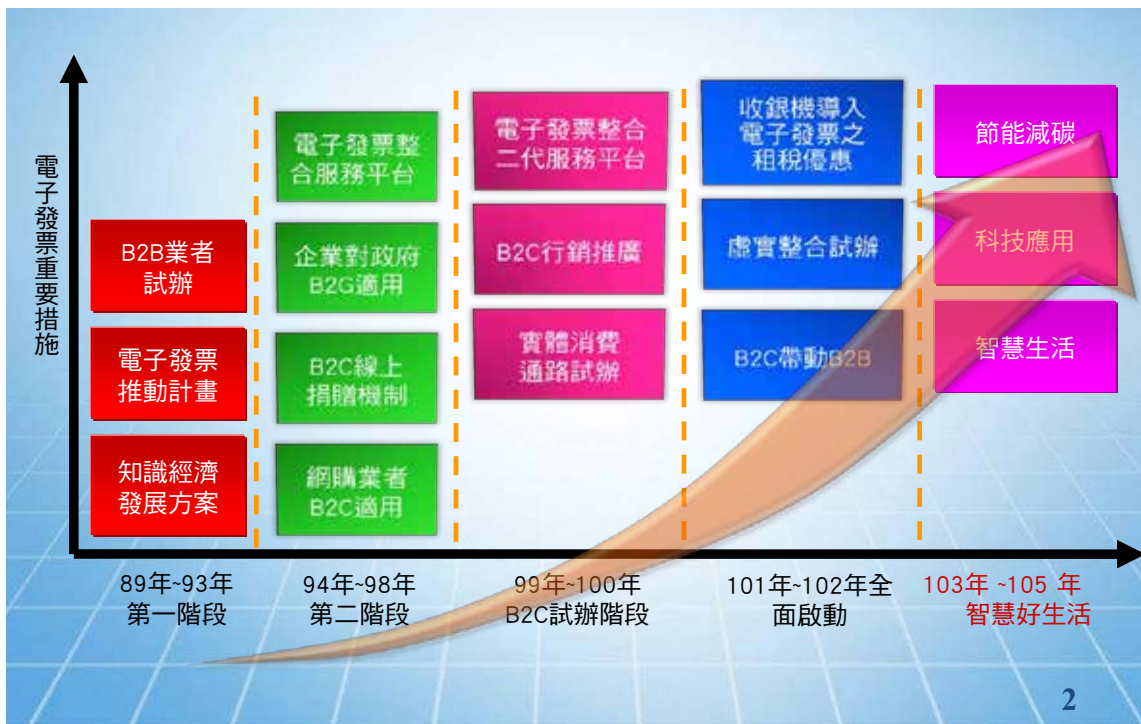 電子發票重要措施
B2B業者
試辦
電子發票
推動計畫
知識經濟
發展方案
電子發票整
合服務平台
企業對政府
B2G適用
B2C線上
捐贈機制
網購業者
B2C適用
電子發票整合
二代服務平台
B2C行銷推廣
實體消費
通路試辦
收銀機導入
電子發票之
租稅優惠
虛實整合試辦
B2C帶動B2B
節能減碳
科技應用
智慧生活
89年~93年
第一階段
94年~98年
第二階段
99年~100年
B2C試辦階段
101年~102年全
面啟動
103年 ~105 年
智慧好生活
2